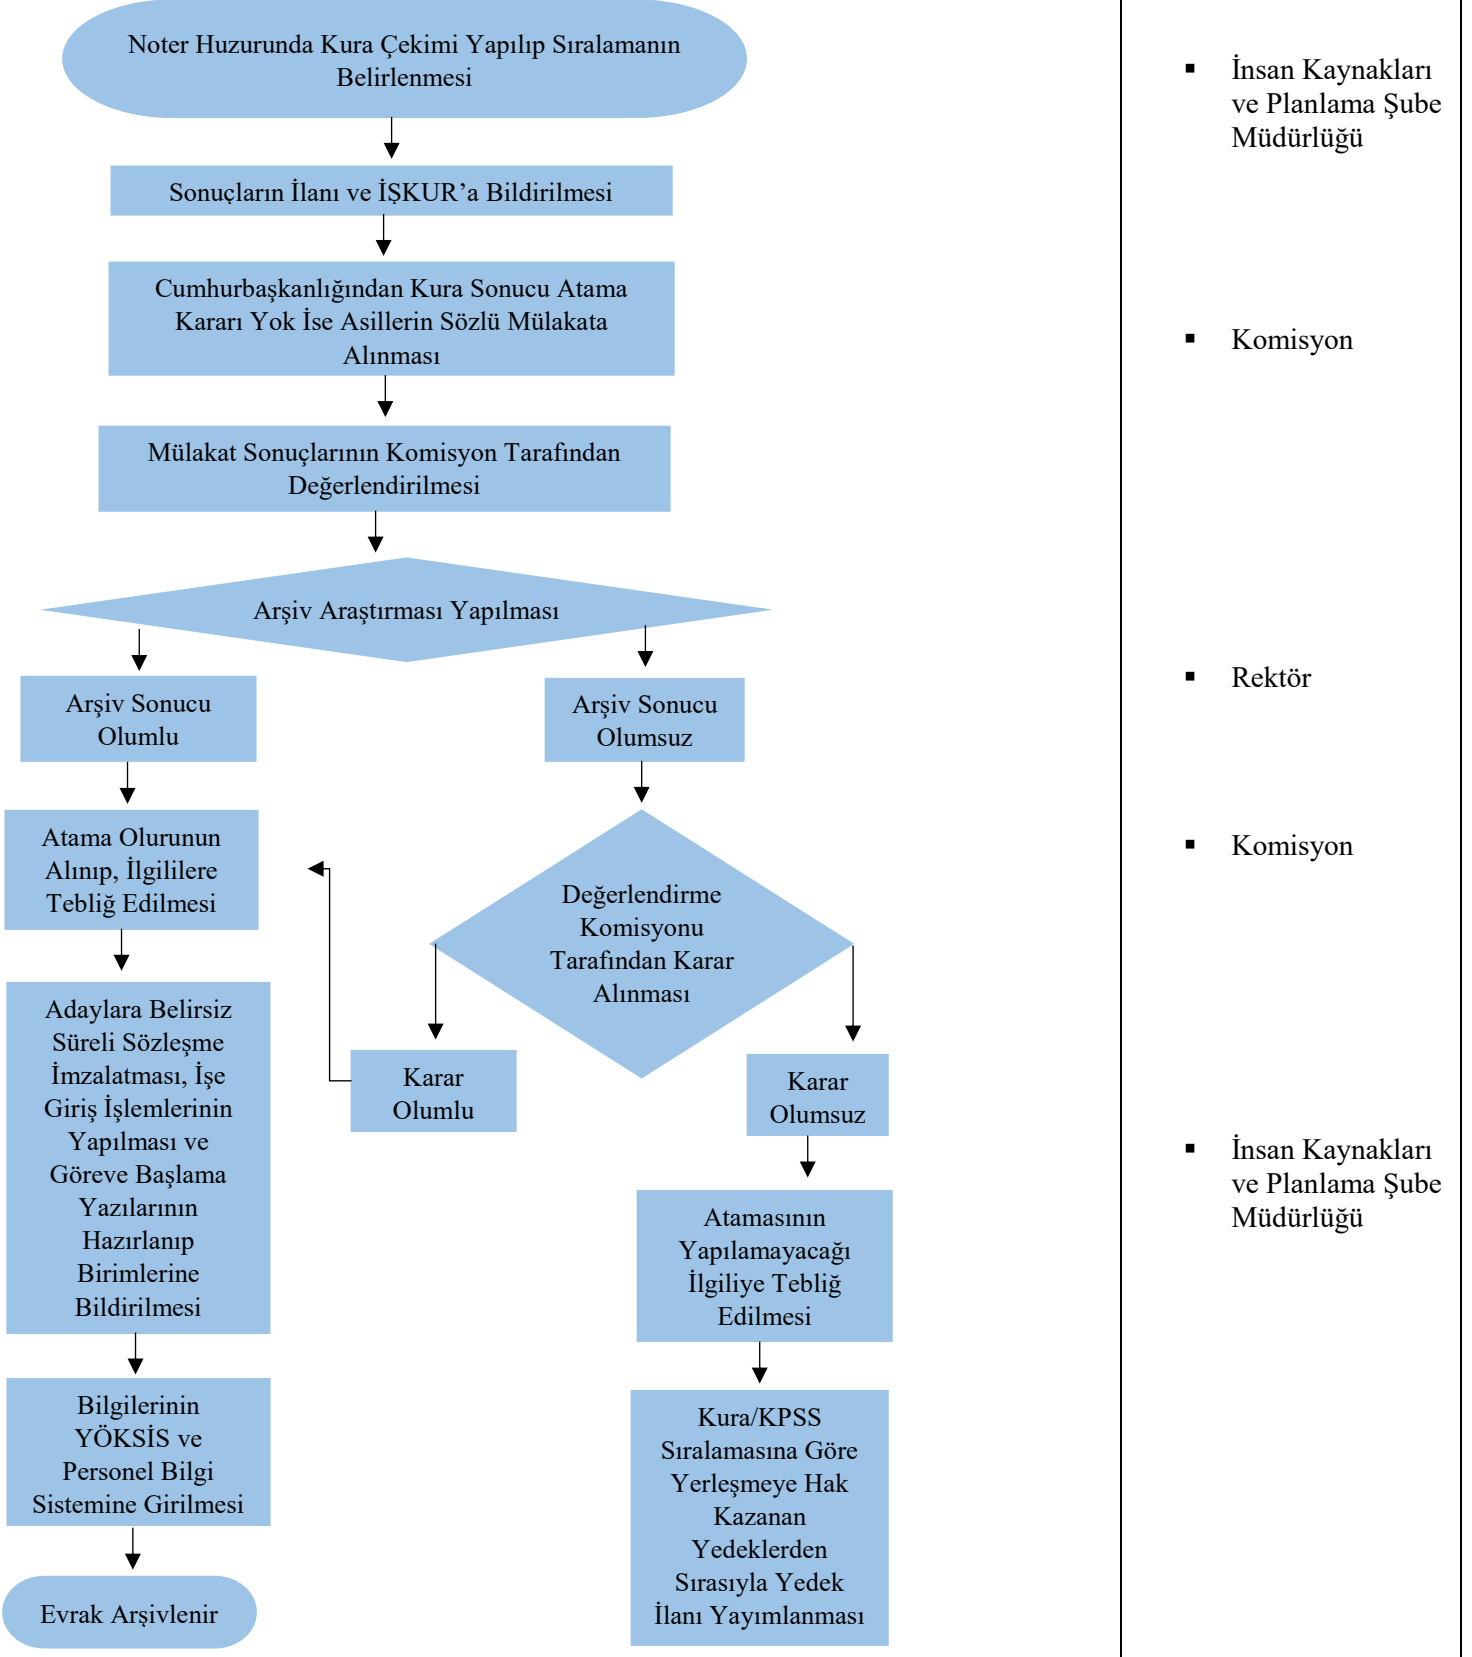 Noter Huzurunda Kura Çekimi Yapılıp Sıralamanın
Belirlenmesi
Sonuçların İlanı ve İŞKUR’a Bildirilmesi
Cumhurbaşkanlığından Kura Sonucu Atama
Kararı Yok İse Asillerin Sözlü Mülakata
Alınması
Mülakat Sonuçlarının Komisyon Tarafından
Değerlendirilmesi
Arşiv Araştırması Yapılması
Arşiv Sonucu
Olumlu
Arşiv Sonucu
Olumsuz
Atama Olurunun
Alınıp, İlgililere
Tebliğ Edilmesi
Değerlendirme
Komisyonu
Tarafından Karar
Alınması
Adaylara Belirsiz
Süreli Sözleşme
İmzalatması, İşe
Giriş İşlemlerinin
Yapılması ve
Göreve Başlama
Yazılarının
Hazırlanıp
Birimlerine
Bildirilmesi
Karar
Olumlu
Karar
Olumsuz
Atamasının
Yapılamayacağı
İlgiliye Tebliğ
Edilmesi
Bilgilerinin
YÖKSİS ve
Personel Bilgi
Sistemine Girilmesi
Kura/KPSS
Sıralamasına Göre
Yerleşmeye Hak
Kazanan
Yedeklerden
Sırasıyla Yedek
İlanı Yayımlanması
Evrak Arşivlenir
▪ İnsan Kaynakları
ve Planlama Şube
Müdürlüğü
▪ Komisyon
▪ Rektör
▪ Komisyon
▪ İnsan Kaynakları
ve Planlama Şube
Müdürlüğü